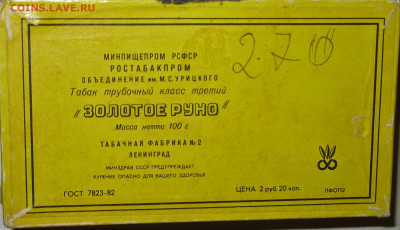 COINS.LAVE.RU
МИНПИЩЕПРОМ РСФСР
РОСТАБАКПРОМ
ОБЪЕДИНЕНИЕ им. М. С. УРИЦКОГО
Табак трубочный класс третий
„ЗОЛОТОЕ РУНО"
Масса нетто 100 г
ТАБАЧНАЯ ФАБРИКА №2
ЛЕНИНГРАД
МИНЗДРАВ СССР ПРЕДУПРЕЖДАЕТ
КУРЕНИЕ ОПАСНО ДЛЯ ВАШЕГО ЗДОРОВЬЯ
ГОСТ 7823-82
ЦЕНА 2 руб, 20 коп.
ЛФОП2
2.70